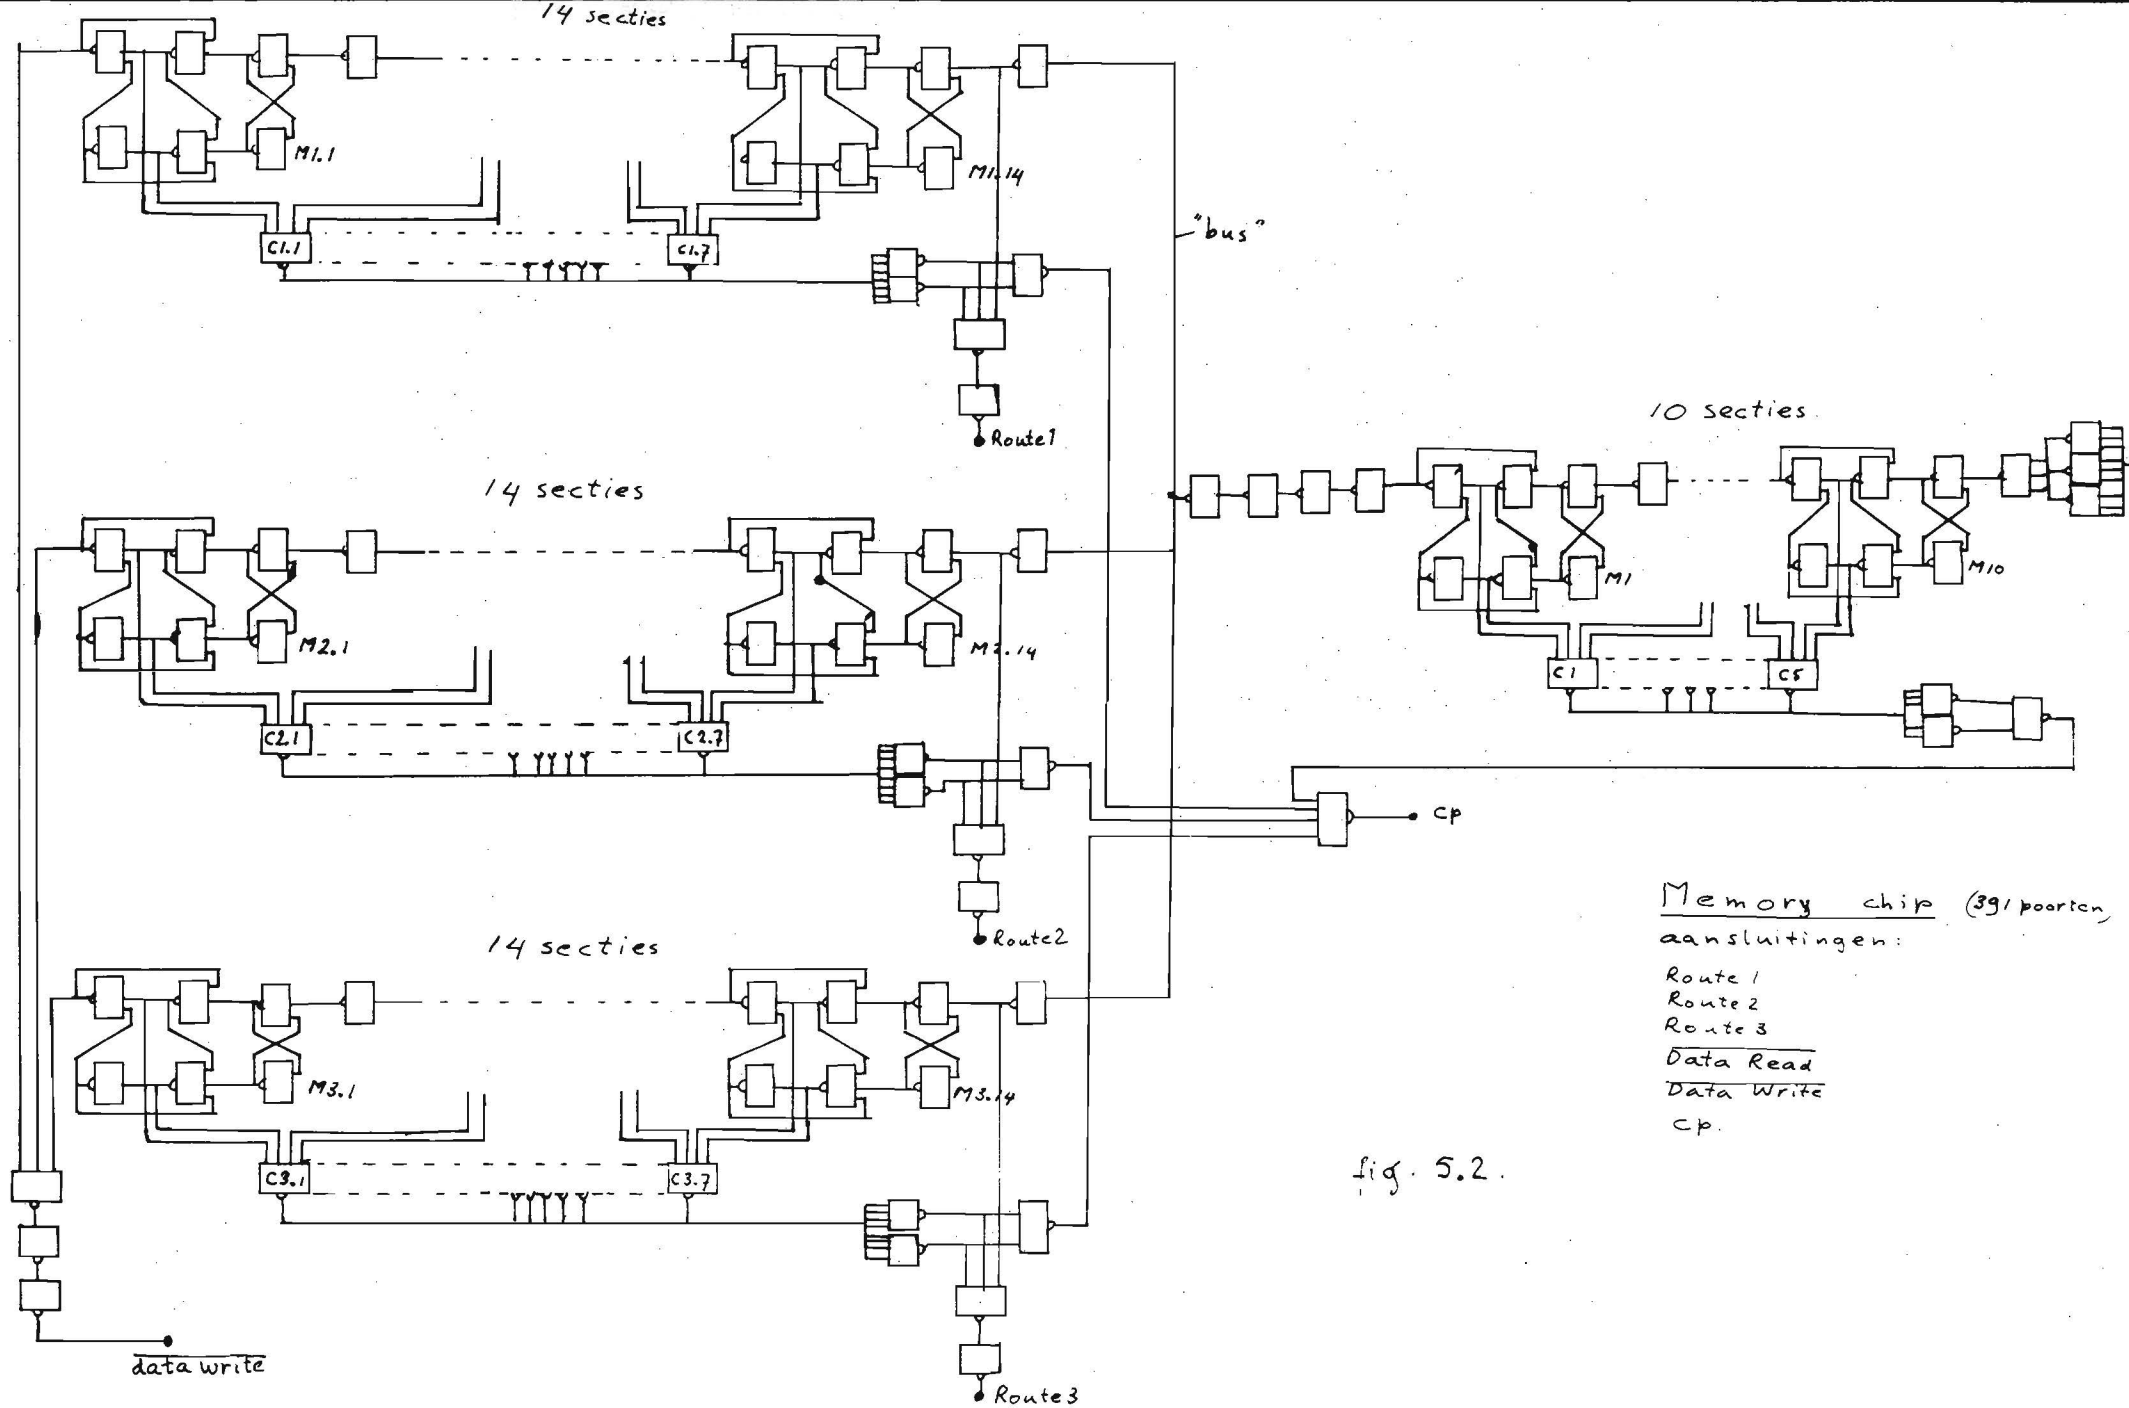 14 secties
M1.1
M1.14
C1.1
C1.7
"bus"
Route1
14 secties
M2.1
M2.14
C2.1
C2.7
Route2
10 secties
M1
M10
C1
C5
cp
14 secties
M3.1
M3.14
C3.1
C3.7
Route3
data write
Memory chip (391 poorten
aansluitingen:
Route 1
Route 2
Route 3
Data Read
Data Write
cp.
fig. 5.2.